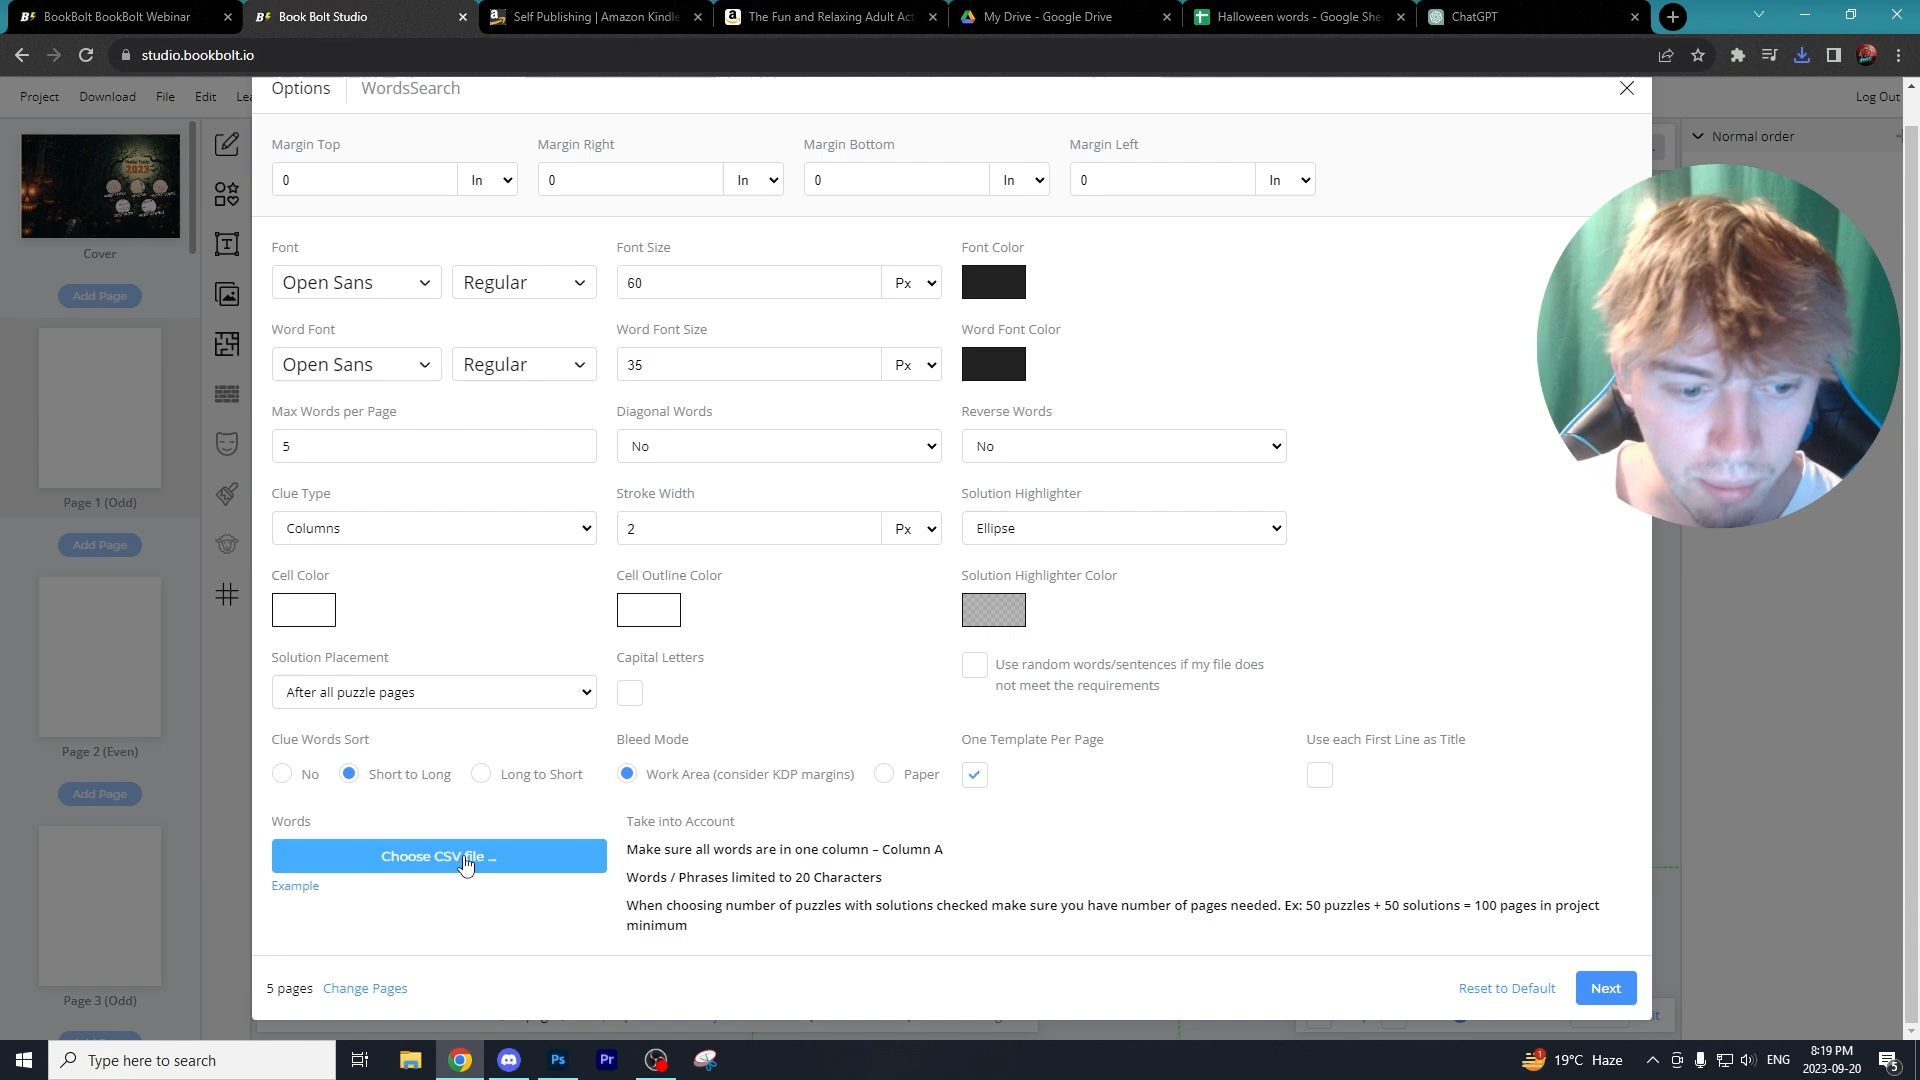 BookBolt BookBolt Webinar
Book Bolt Studio
Self Publishing | Amazon Kindle
The Fun and Relaxing Adult Act
My Drive - Google Drive
Halloween words - Google She
ChatGPT
studio.bookbolt.io
Project
Download
File
Edit
Lea
Log Out
Options
WordsSearch
Normal order
Margin Top
Margin Right
Margin Bottom
Margin Left
0
In
0
In
0
In
0
In
2023
Cover
Add Page
Font
Font Size
Font Color
Open Sans
Regular
60
Px
Word Font
Word Font Size
Word Font Color
Open Sans
Regular
35
Px
Max Words per Page
Diagonal Words
Reverse Words
5
No
No
Page 1 (Odd)
Clue Type
Stroke Width
Solution Highlighter
Columns
2
Px
Ellipse
Add Page
Cell Color
Cell Outline Color
Solution Highlighter Color
Solution Placement
Capital Letters
Use random words/sentences if my file does
not meet the requirements
After all puzzle pages
Page 2 (Even)
Clue Words Sort
Bleed Mode
One Template Per Page
Use each First Line as Title
No
Short to Long
Long to Short
Work Area (consider KDP margins)
Paper
Add Page
Words
Take into Account
Choose CSV file ...
Make sure all words are in one column – Column A
Example
Words / Phrases limited to 20 Characters
When choosing number of puzzles with solutions checked make sure you have number of pages needed. Ex: 50 puzzles + 50 solutions = 100 pages in project
minimum
Page 3 (Odd)
5 pages
Change Pages
Reset to Default
Next
Type here to search
Ps
Pr
1
19°C Haze
ENG
8:19 PM
2023-09-20
5